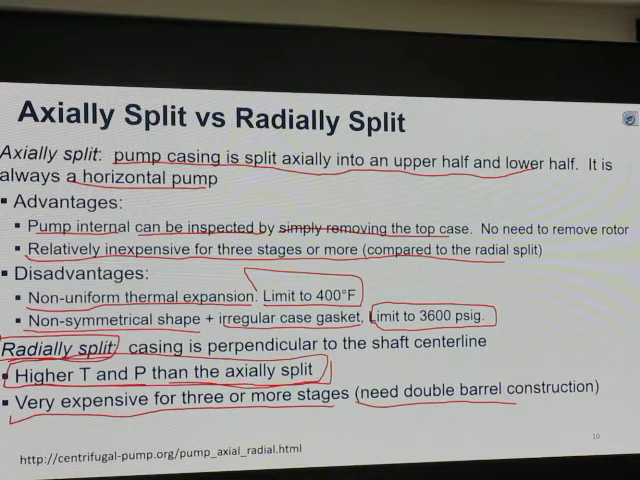 Axially Split vs Radially Split
Axially split: pump casing is split axially into an upper half and lower half. It is
always a horizontal pump
▪ Advantages:
▪ Pump internal can be inspected by simply removing the top case. No need to remove rotor
▪ Relatively inexpensive for three stages or more (compared to the radial split)
▪ Disadvantages:
▪ Non-uniform thermal expansion. Limit to 400°F
▪ Non-symmetrical shape + irregular case gasket, Limit to 3600 psig.
Radially split: casing is perpendicular to the shaft centerline
▪ Higher T and P than the axially split
▪ Very expensive for three or more stages (need double barrel construction)
10
http://centrifugal-pump.org/pump_axial_radial.html